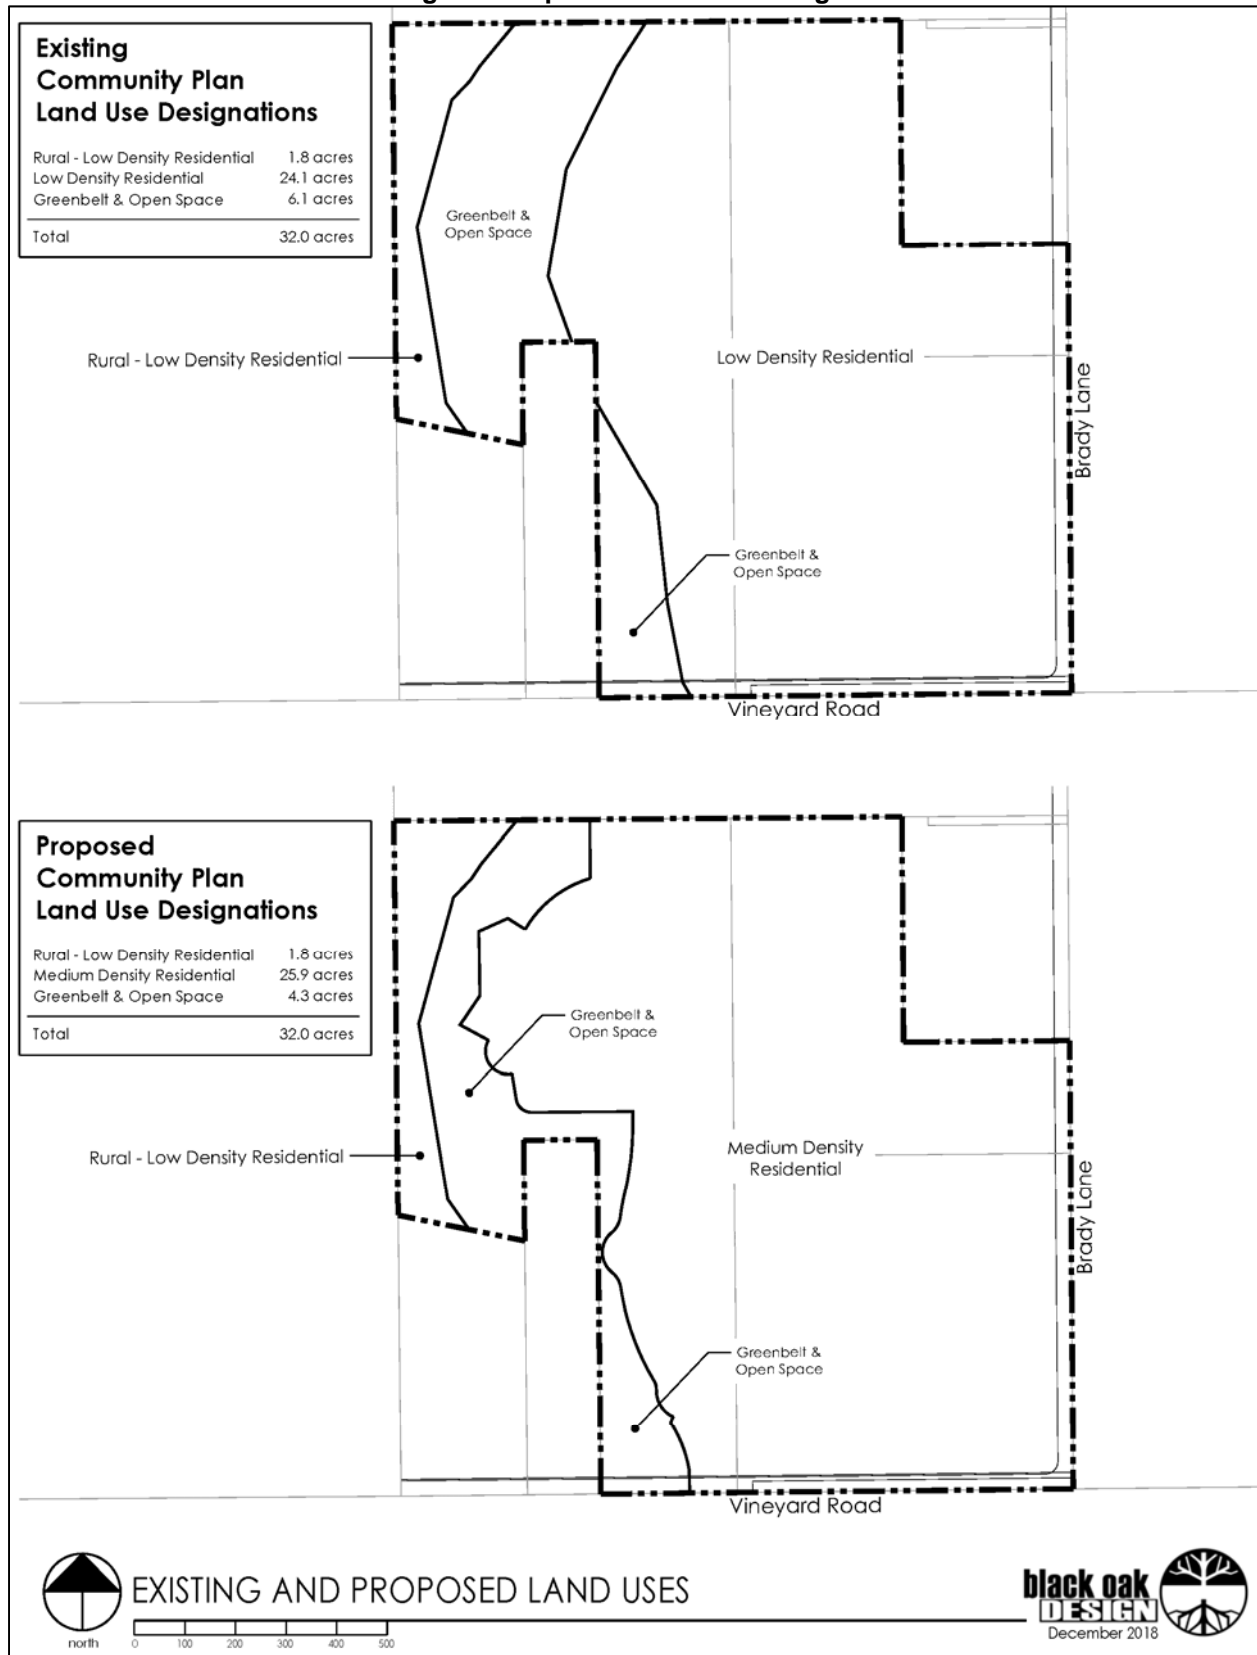 Existing
Community Plan
Land Use Designations
Rural - Low Density Residential 1.8 acres
Low Density Residential 24.1 acres
Greenbelt & Open Space 6.1 acres
Total 32.0 acres
Greenbelt &
Open Space
Rural - Low Density Residential
Low Density Residential
Brady Lane
Greenbelt &
Open Space
Vineyard Road
Proposed
Community Plan
Land Use Designations
Rural - Low Density Residential 1.8 acres
Medium Density Residential 25.9 acres
Greenbelt & Open Space 4.3 acres
Total 32.0 acres
Greenbelt &
Open Space
Rural - Low Density Residential
Medium Density
Residential
Brady Lane
Greenbelt &
Open Space
Vineyard Road
north
EXISTING AND PROPOSED LAND USES
0 100 200 300 400 500
black oak
DESIGN
December 2018